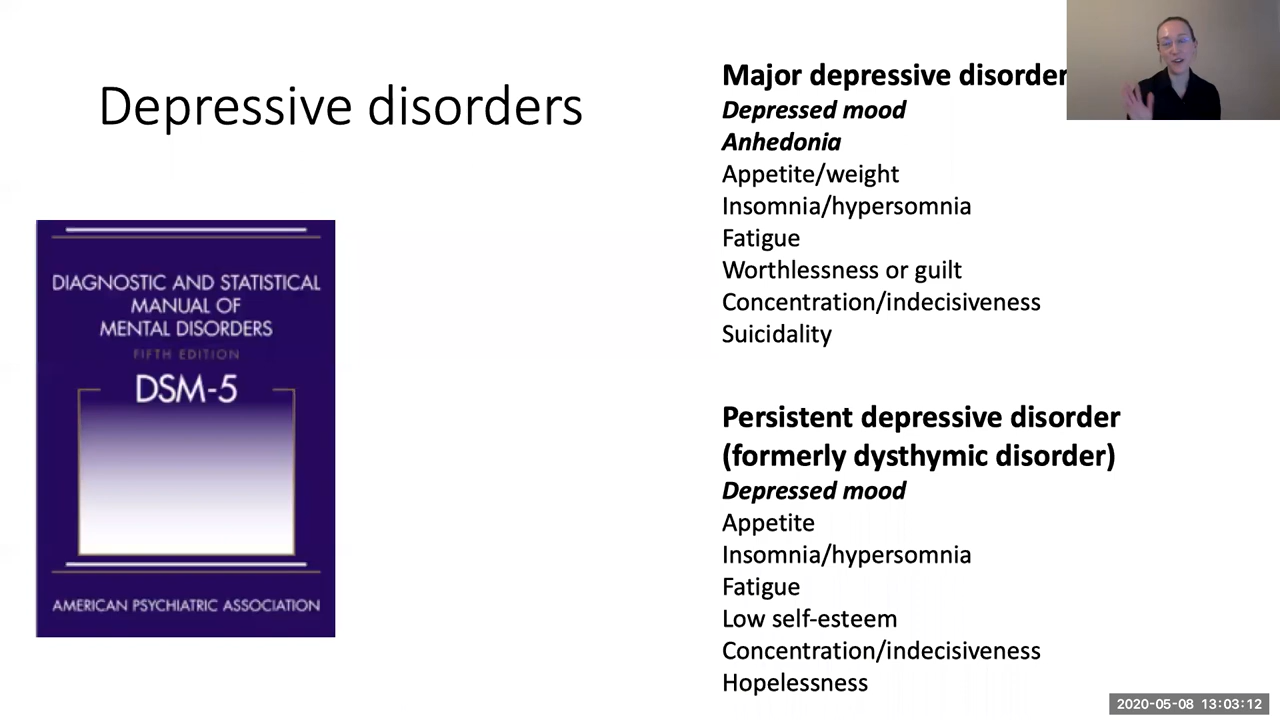 Depressive disorders
DIAGNOSTIC AND STATISTICAL
MANUAL OF
MENTAL DISORDERS
FIFTH EDITION
DSM-5
AMERICAN PSYCHIATRIC ASSOCIATION
Major depressive disorder
Depressed mood
Anhedonia
Appetite/weight
Insomnia/hypersomnia
Fatigue
Worthlessness or guilt
Concentration/indecisiveness
Suicidality
Persistent depressive disorder
(formerly dysthymic disorder)
Depressed mood
Appetite
Insomnia/hypersomnia
Fatigue
Low self-esteem
Concentration/indecisiveness
Hopelessness
2020-05-08 13:03:12